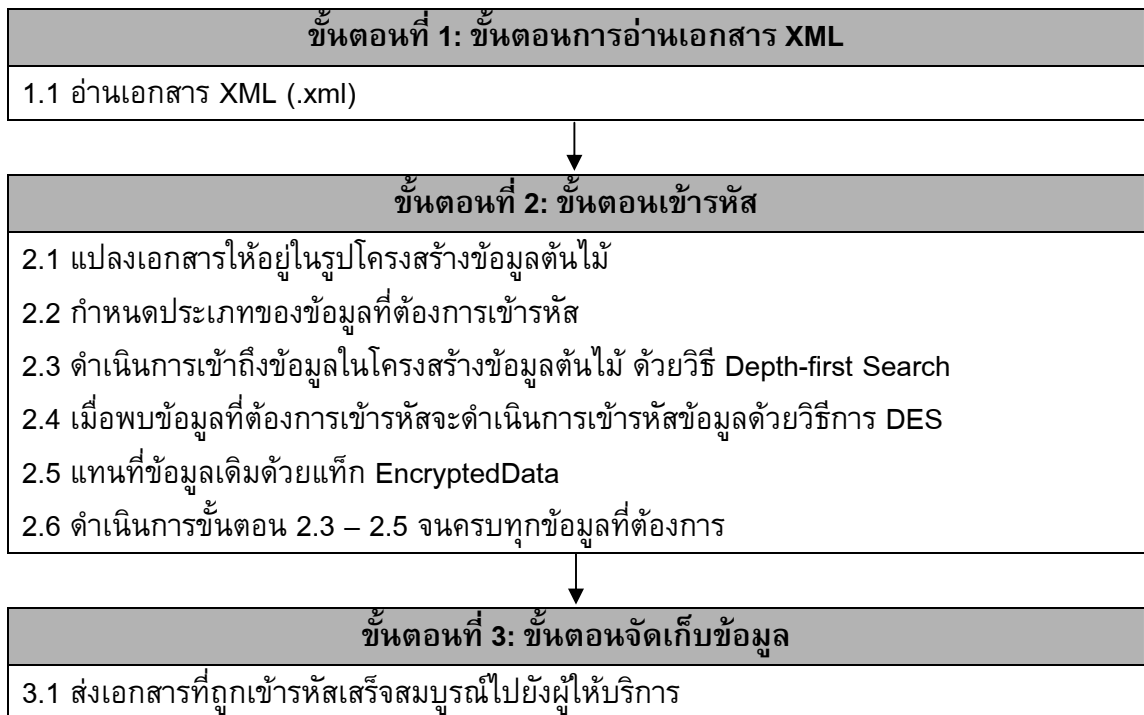 ขั้นตอนที่ 1: ขั้นตอนการอ่านเอกสาร XML
1.1 อ่านเอกสาร XML (.xml)
ขั้นตอนที่ 2: ขั้นตอนเข้ารหัส
2.1 แปลงเอกสารให้อยู่ในรูปโครงสร้างข้อมูลต้นไม้
2.2 กำหนดประเภทของข้อมูลที่ต้องการเข้ารหัส
2.3 ดำเนินการเข้าถึงข้อมูลในโครงสร้างข้อมูลต้นไม้ ด้วยวิธี Depth-first Search
2.4 เมื่อพบข้อมูลที่ต้องการเข้ารหัสจะดำเนินการเข้ารหัสข้อมูลด้วยวิธีการ DES
2.5 แทนที่ข้อมูลเดิมด้วยแท็ก EncryptedData
2.6 ดำเนินการขั้นตอน 2.3 – 2.5 จนครบทุกข้อมูลที่ต้องการ
ขั้นตอนที่ 3: ขั้นตอนจัดเก็บข้อมูล
3.1 ส่งเอกสารที่ถูกเข้ารหัสเสร็จสมบูรณ์ไปยังผู้ให้บริการ